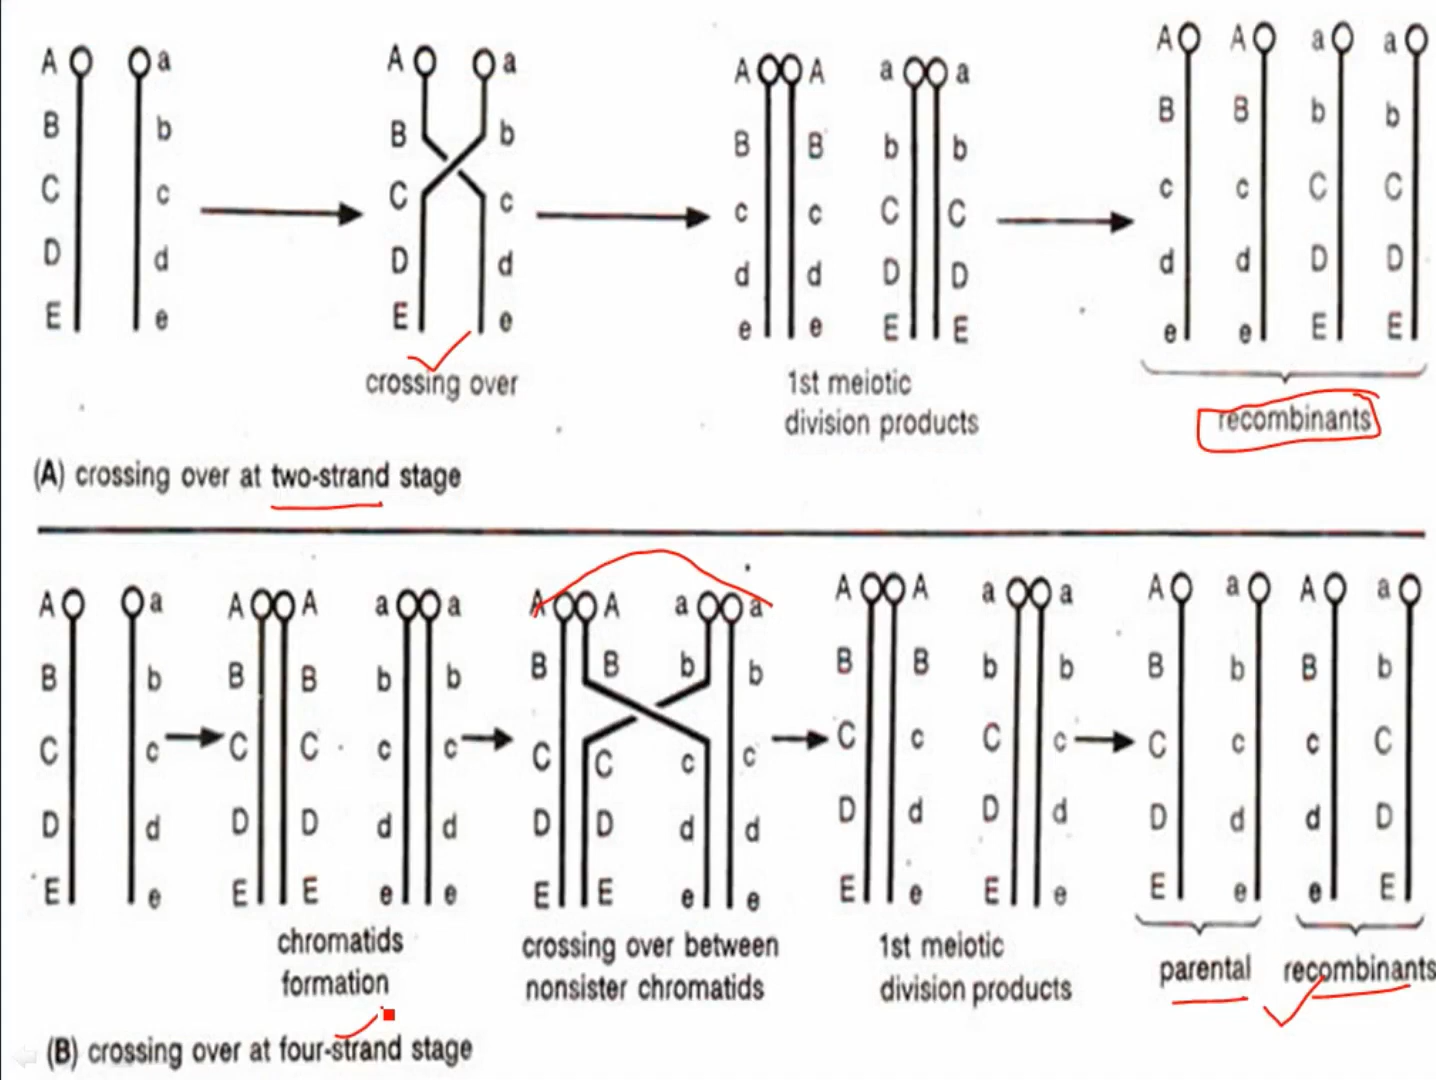 A a A a A A a a A A a a
B b B b B B b b B B b b
C c C c c c C C c c C C
D d D d d d D D d d D D
E e E e e e E E e e E E
crossing over
1st meiotic
division products
recombinants
(A) crossing over at two-strand stage
A a A A a a A A a a A A a a A a A a
B b B B b b B B b b B B b b B b B b
C c C C c c C C c c C c C c C c c C
D d D D d d D D d d D d D d D d d D
E e E E e e E E e e E e E e E e e E
chromatids
formation
crossing over between
nonsister chromatids
1st meiotic
division products
parental
recombinants
(B) crossing over at four-strand stage